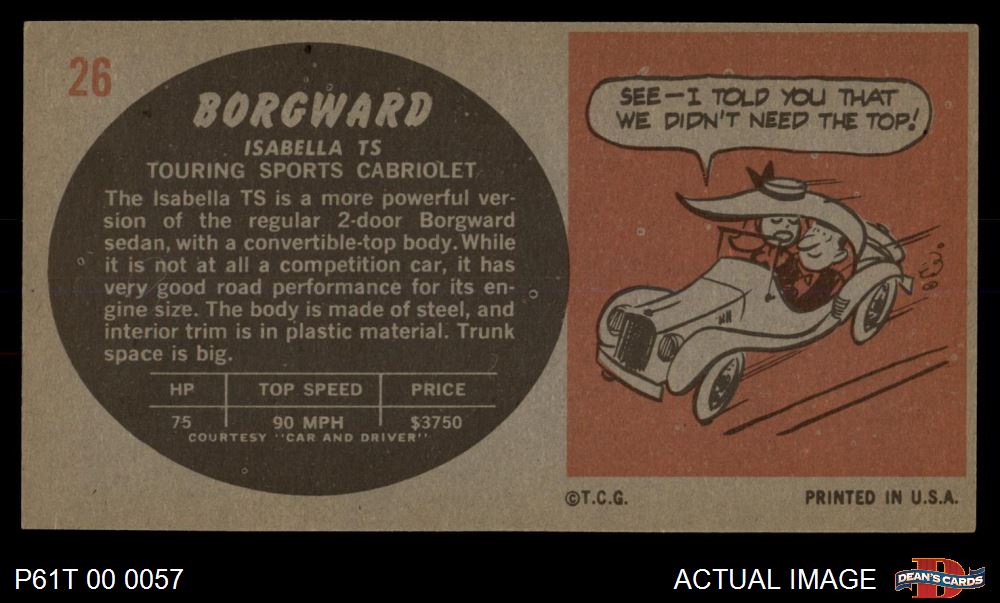 26
BORGWARD
ISABELLA TS
TOURING SPORTS CABRIOLET
The Isabella TS is a more powerful ver-
sion of the regular 2-door Borgward
sedan, with a convertible-top body. While
it is not at all a competition car, it has
very good road performance for its en-
gine size. The body is made of steel, and
interior trim is in plastic material. Trunk
space is big.
HP TOP SPEED PRICE
75 90 MPH $3750
COURTESY "CAR AND DRIVER"
SEE—I TOLD YOU THAT
WE DIDN'T NEED THE TOP!
©T.C.G. PRINTED IN U.S.A.
P61T 00 0057
ACTUAL IMAGE
DEAN'S CARDS